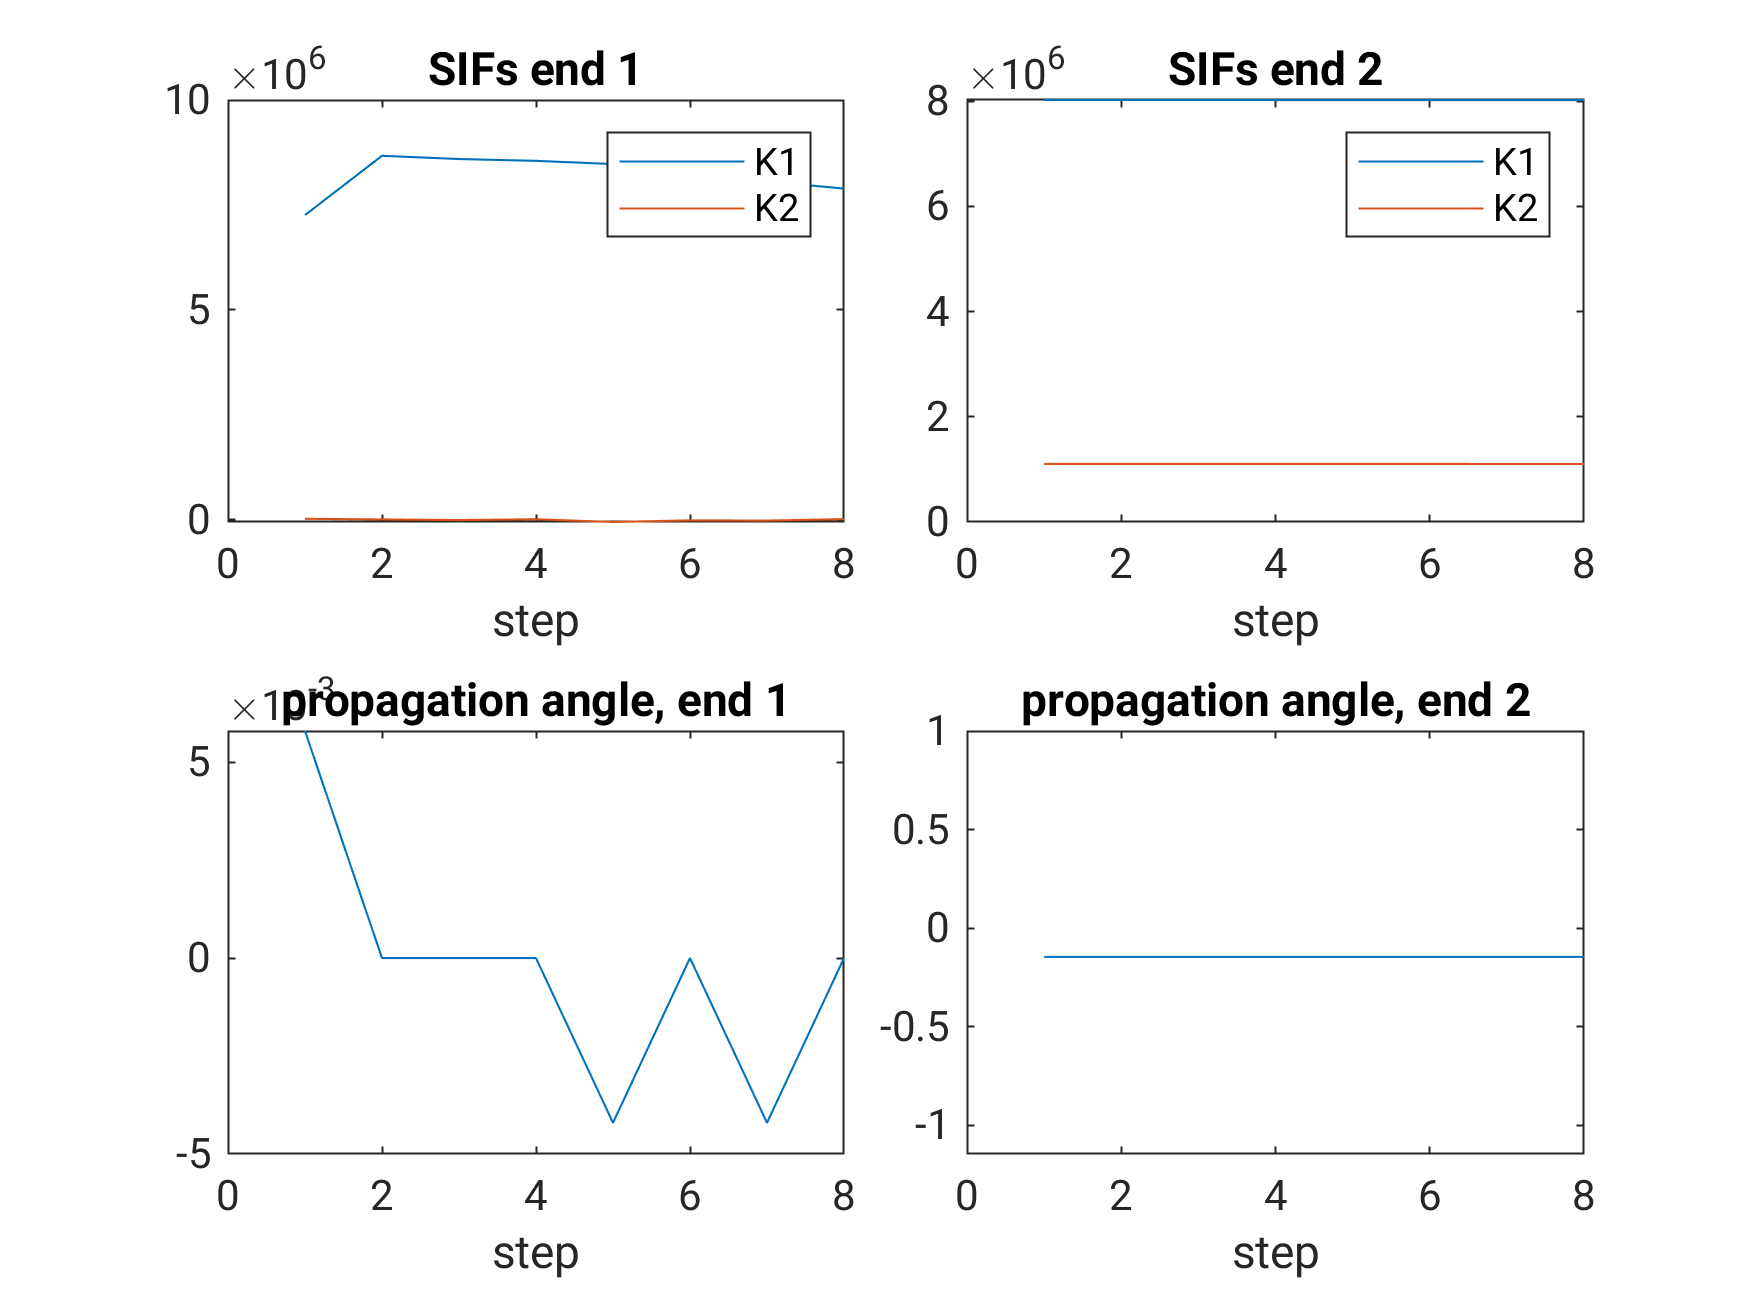 SIFs end 1
×10⁶
10
5
0
K1
K2
0 2 4 6 8
step
SIFs end 2
×10⁶
8
6
4
2
0
K1
K2
0 2 4 6 8
step
propagation angle, end 1
×10⁻³
5
0
-5
0 2 4 6 8
step
propagation angle, end 2
1
0.5
0
-0.5
-1
0 2 4 6 8
step